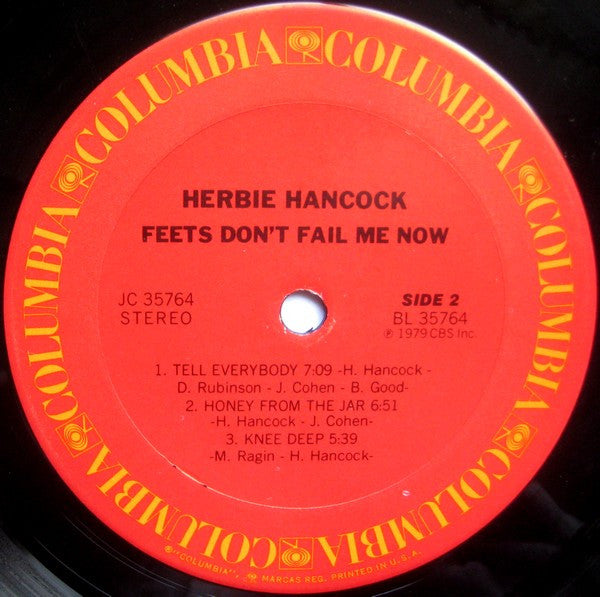 COLUMBIA COLUMBIA COLUMBIA COLUMBIA COLUMBIA COLUMBIA
HERBIE HANCOCK
FEETS DON'T FAIL ME NOW
JC 35764
STEREO
SIDE 2
BL 35764
℗ 1979 CBS Inc.
1. TELL EVERYBODY 7:09 -H. Hancock -
D. Rubinson - J. Cohen - B. Good-
2. HONEY FROM THE JAR 6:51
-H. Hancock - J. Cohen-
3. KNEE DEEP 5:39
-M. Ragin - H. Hancock-
®"COLUMBIA", MARCAS REG. PRINTED IN U.S.A.